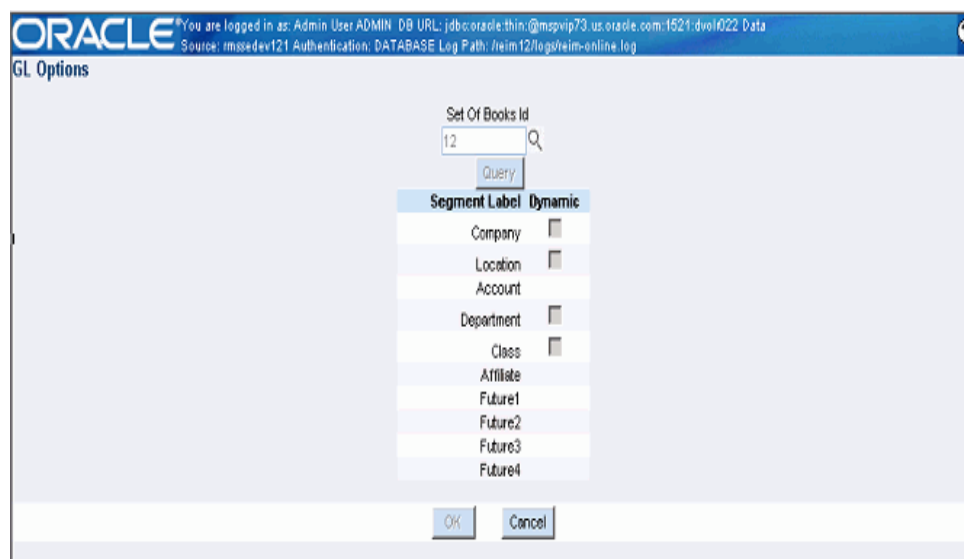 ORACLE
You are logged in as: Admin User ADMIN DB URL: jdbc:oracle:thin:@mspvip73.us.oracle.com:1521:dvolr022 Data
Source: rmssedev121 Authentication: DATABASE Log Path: /reim12/logs/reim-online.log
GL Options
Set Of Books Id
12
Query
Segment Label Dynamic
Company
Location
Account
Department
Class
Affiliate
Future1
Future2
Future3
Future4
OK Cancel